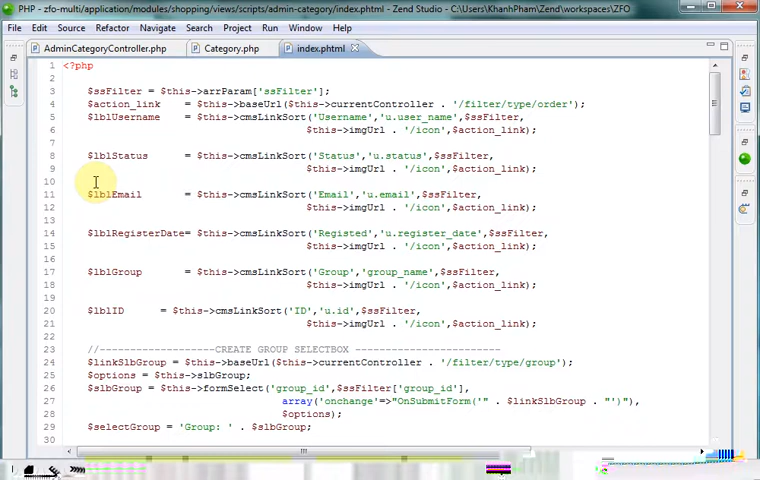 PHP - zfo-multi/application/modules/shopping/views/scripts/admin-category/index.phtml - Zend Studio - C:\Users\KhanhPham\Zend\workspaces\ZFO
File Edit Source Refactor Navigate Search Project Run Window Help
AdminCategoryController.php Category.php index.phtml
1 <?php
2
3 $ssFilter = $this->arrParam['ssFilter'];
4 $action_link = $this->baseUrl($this->currentController . '/filter/type/order');
5 $lblUsername = $this->cmsLinkSort('Username','u.user_name',$ssFilter,
6 $this->imgUrl . '/icon',$action_link);
7
8 $lblStatus = $this->cmsLinkSort('Status','u.status',$ssFilter,
9 $this->imgUrl . '/icon',$action_link);
10
11 $lblEmail = $this->cmsLinkSort('Email','u.email',$ssFilter,
12 $this->imgUrl . '/icon',$action_link);
13
14 $lblRegisterDate= $this->cmsLinkSort('Registed','u.register_date',$ssFilter,
15 $this->imgUrl . '/icon',$action_link);
16
17 $lblGroup = $this->cmsLinkSort('Group','group_name',$ssFilter,
18 $this->imgUrl . '/icon',$action_link);
19
20 $lblID = $this->cmsLinkSort('ID','u.id',$ssFilter,
21 $this->imgUrl . '/icon',$action_link);
22
23 //-------------------CREATE GROUP SELECTBOX ------------------------
24 $linkSlbGroup = $this->baseUrl($this->currentController . '/filter/type/group');
25 $options = $this->slbGroup;
26 $slbGroup = $this->formSelect('group_id',$ssFilter['group_id'],
27 array('onchange'=>"OnSubmitForm('" . $linkSlbGroup . "')"),
28 $options);
29 $selectGroup = 'Group: ' . $slbGroup;
30